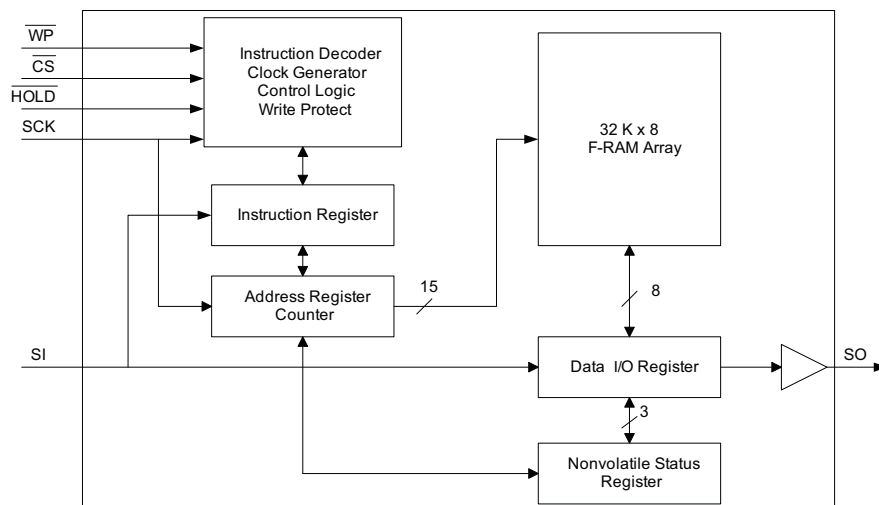 WP
CS
HOLD
SCK
Instruction Decoder
Clock Generator
Control Logic
Write Protect
32 K x 8
F-RAM Array
Instruction Register
Address Register
Counter
15
8
SI
Data I/O Register
SO
3
Nonvolatile Status
Register